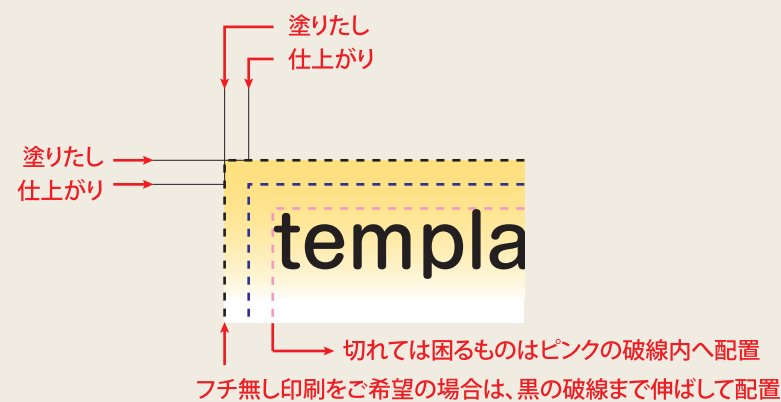 塗りたし
仕上がり
塗りたし
仕上がり
templa
切れては困るものはピンクの破線内へ配置
フチ無し印刷をご希望の場合は、黒の破線まで伸ばして配置